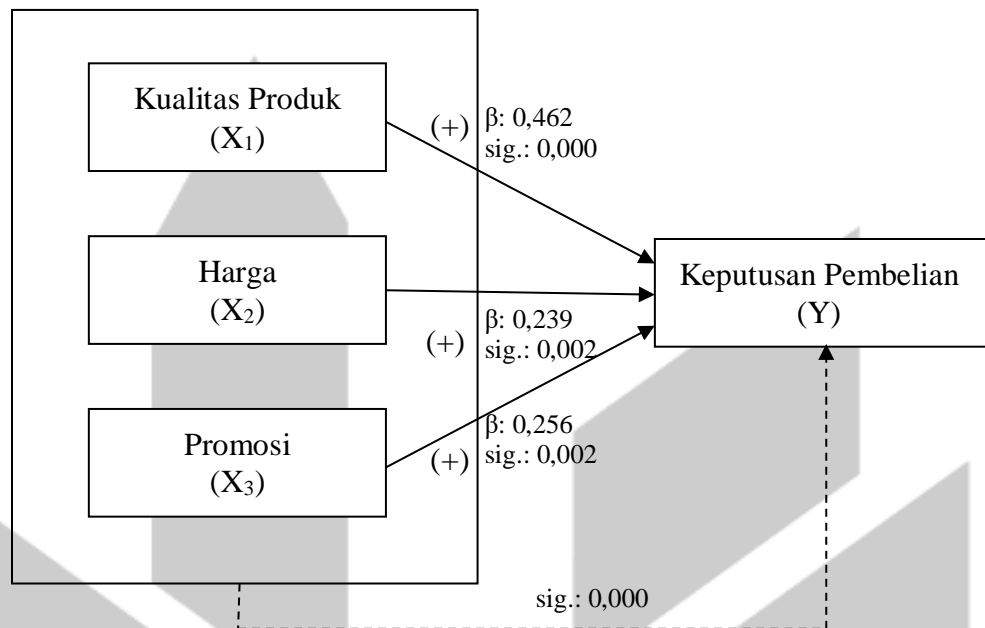 Kualitas Produk
(X₁)
(+)
β: 0,462
sig.: 0,000
Harga
(X₂)
(+)
β: 0,239
sig.: 0,002
Promosi
(X₃)
(+)
β: 0,256
sig.: 0,002
Keputusan Pembelian
(Y)
sig.: 0,000